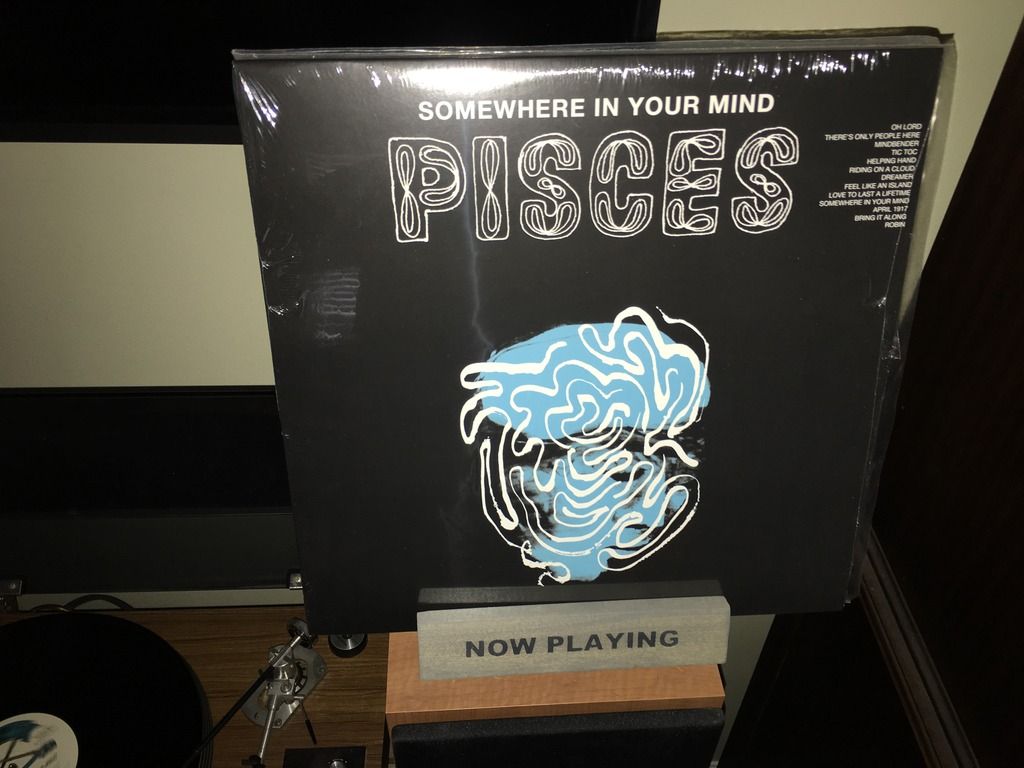 SOMEWHERE IN YOUR MIND
PISCES
OH LORD
THERE'S ONLY PEOPLE HERE
MINDBENDER
TIC TOC
HELPING HAND
RIDING ON A CLOUD
DREAMER
FEEL LIKE AN ISLAND
LOVE TO LAST A LIFETIME
SOMEWHERE IN YOUR MIND
APRIL 1917
BRING IT ALONG
ROBIN
NOW PLAYING